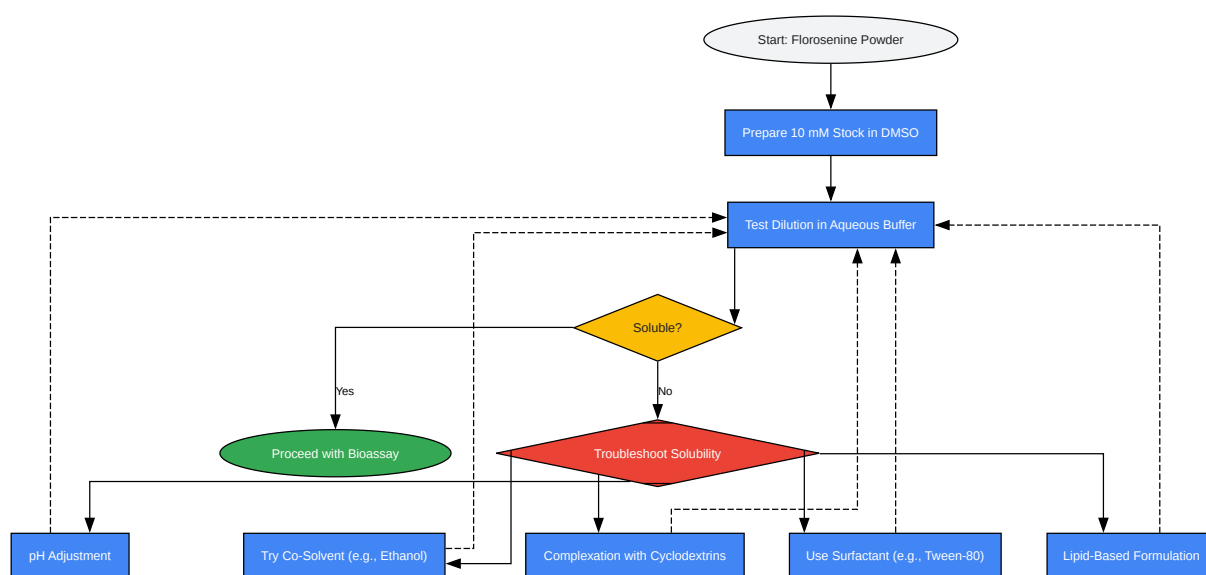 Start: Florosenine Powder
Prepare 10 mM Stock in DMSO
Test Dilution in Aqueous Buffer
Soluble?
Yes
No
Proceed with Bioassay
Troubleshoot Solubility
pH Adjustment
Try Co-Solvent (e.g., Ethanol)
Complexation with Cyclodextrins
Use Surfactant (e.g., Tween-80)
Lipid-Based Formulation